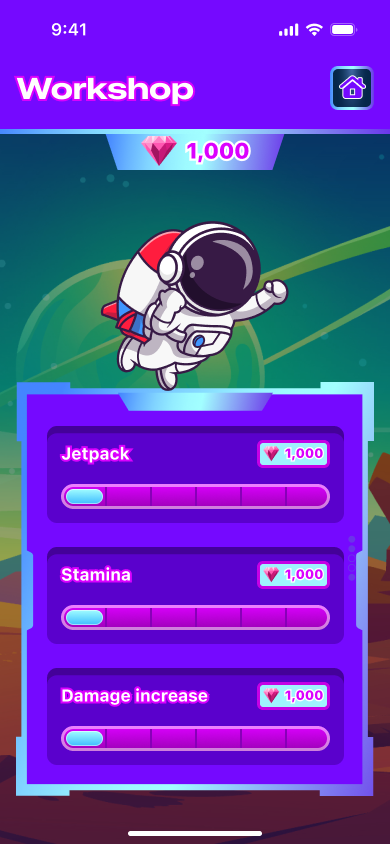 9:41
Workshop
1,000
Jetpack
1,000
Stamina
1,000
Damage increase
1,000